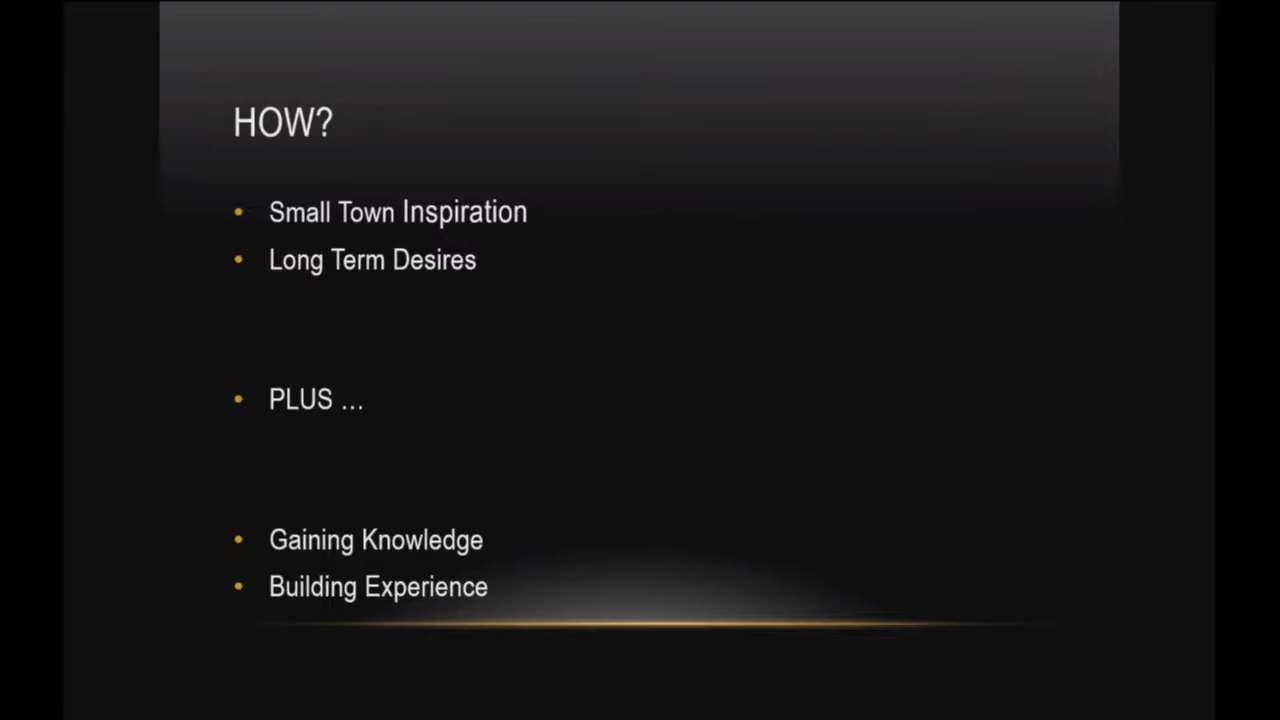 HOW?
• Small Town Inspiration
• Long Term Desires
• PLUS …
• Gaining Knowledge
• Building Experience